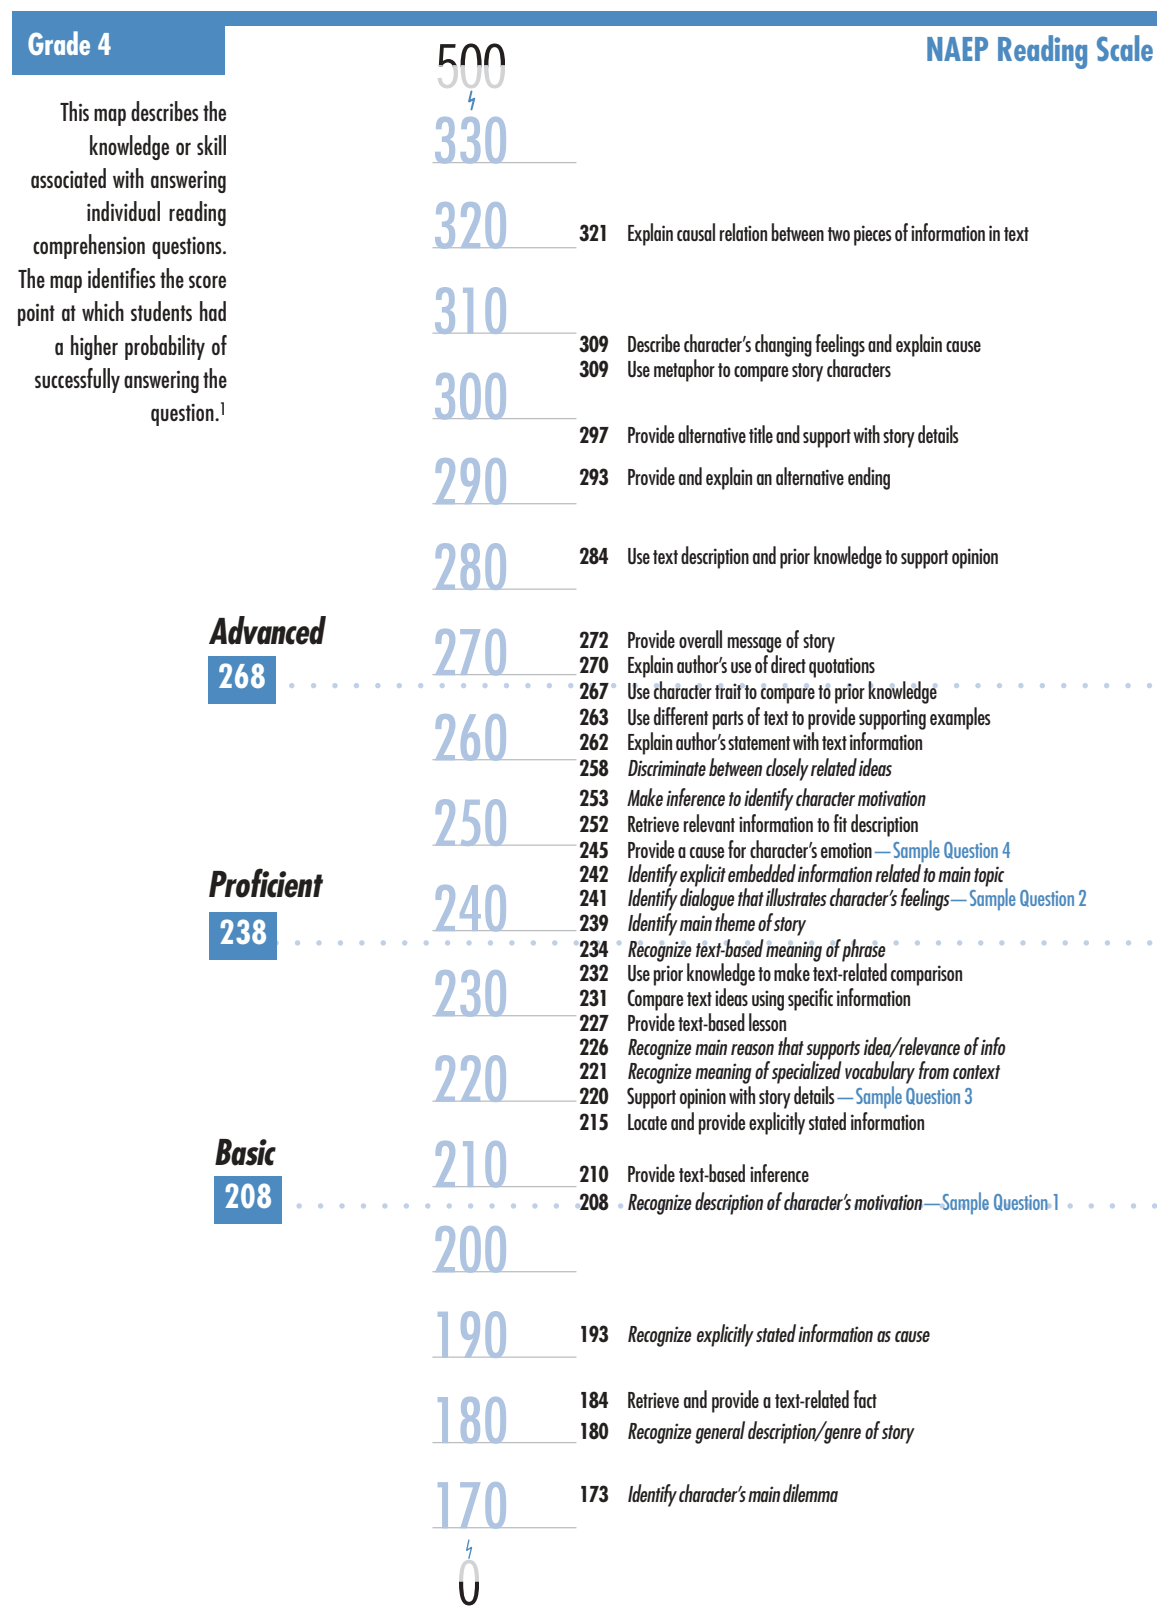 Grade 4
NAEP Reading Scale
This map describes the
knowledge or skill
associated with answering
individual reading
comprehension questions.
The map identifies the score
point at which students had
a higher probability of
successfully answering the
question.1
500
330
320
321 Explain causal relation between two pieces of information in text
310
309 Describe character's changing feelings and explain cause
309 Use metaphor to compare story characters
300
297 Provide alternative title and support with story details
290
293 Provide and explain an alternative ending
280
284 Use text description and prior knowledge to support opinion
Advanced
270
272 Provide overall message of story
270 Explain author's use of direct quotations
268
267 Use character trait to compare to prior knowledge
263 Use different parts of text to provide supporting examples
260
262 Explain author's statement with text information
258 Discriminate between closely related ideas
253 Make inference to identify character motivation
250
252 Retrieve relevant information to fit description
245 Provide a cause for character's emotion—Sample Question 4
242 Identify explicit embedded information related to main topic
Proficient
241 Identify dialogue that illustrates character's feelings—Sample Question 2
240
239 Identify main theme of story
238
234 Recognize text-based meaning of phrase
232 Use prior knowledge to make text-related comparison
230
231 Compare text ideas using specific information
227 Provide text-based lesson
226 Recognize main reason that supports idea/relevance of info
221 Recognize meaning of specialized vocabulary from context
220
220 Support opinion with story details—Sample Question 3
215 Locate and provide explicitly stated information
Basic
210
210 Provide text-based inference
208
208 Recognize description of character's motivation—Sample Question 1
200
190
193 Recognize explicitly stated information as cause
180
184 Retrieve and provide a text-related fact
180 Recognize general description/genre of story
170
173 Identify character's main dilemma
0